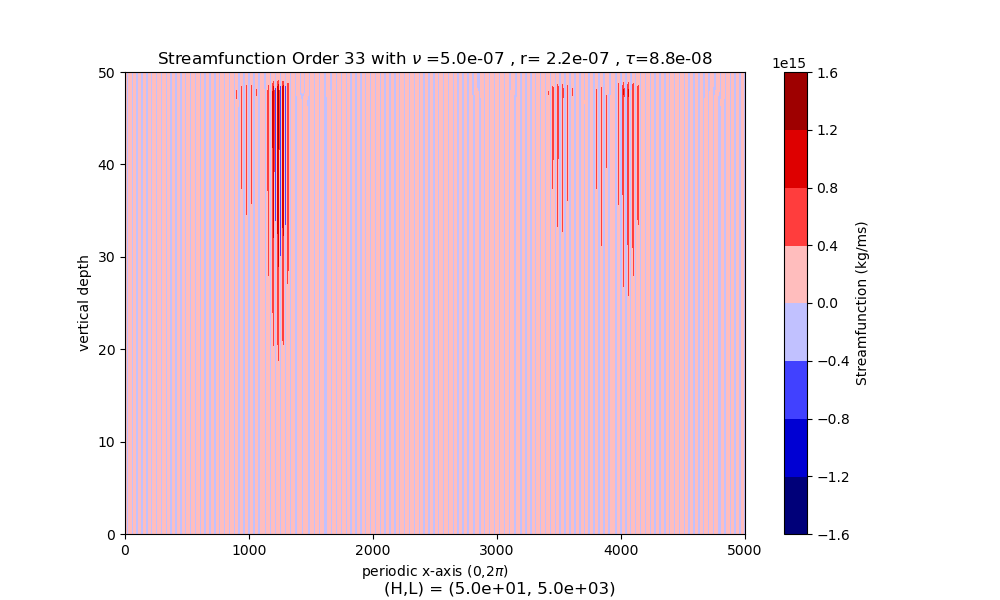 Streamfunction Order 33 with ν =5.0e-07 , r= 2.2e-07 , τ=8.8e-08
1e15
50
40
30
20
10
0
vertical depth
0 1000 2000 3000 4000 5000
periodic x-axis (0,2π)
(H,L) = (5.0e+01, 5.0e+03)
1.6
1.2
0.8
0.4
0.0
−0.4
−0.8
−1.2
−1.6
Streamfunction (kg/ms)